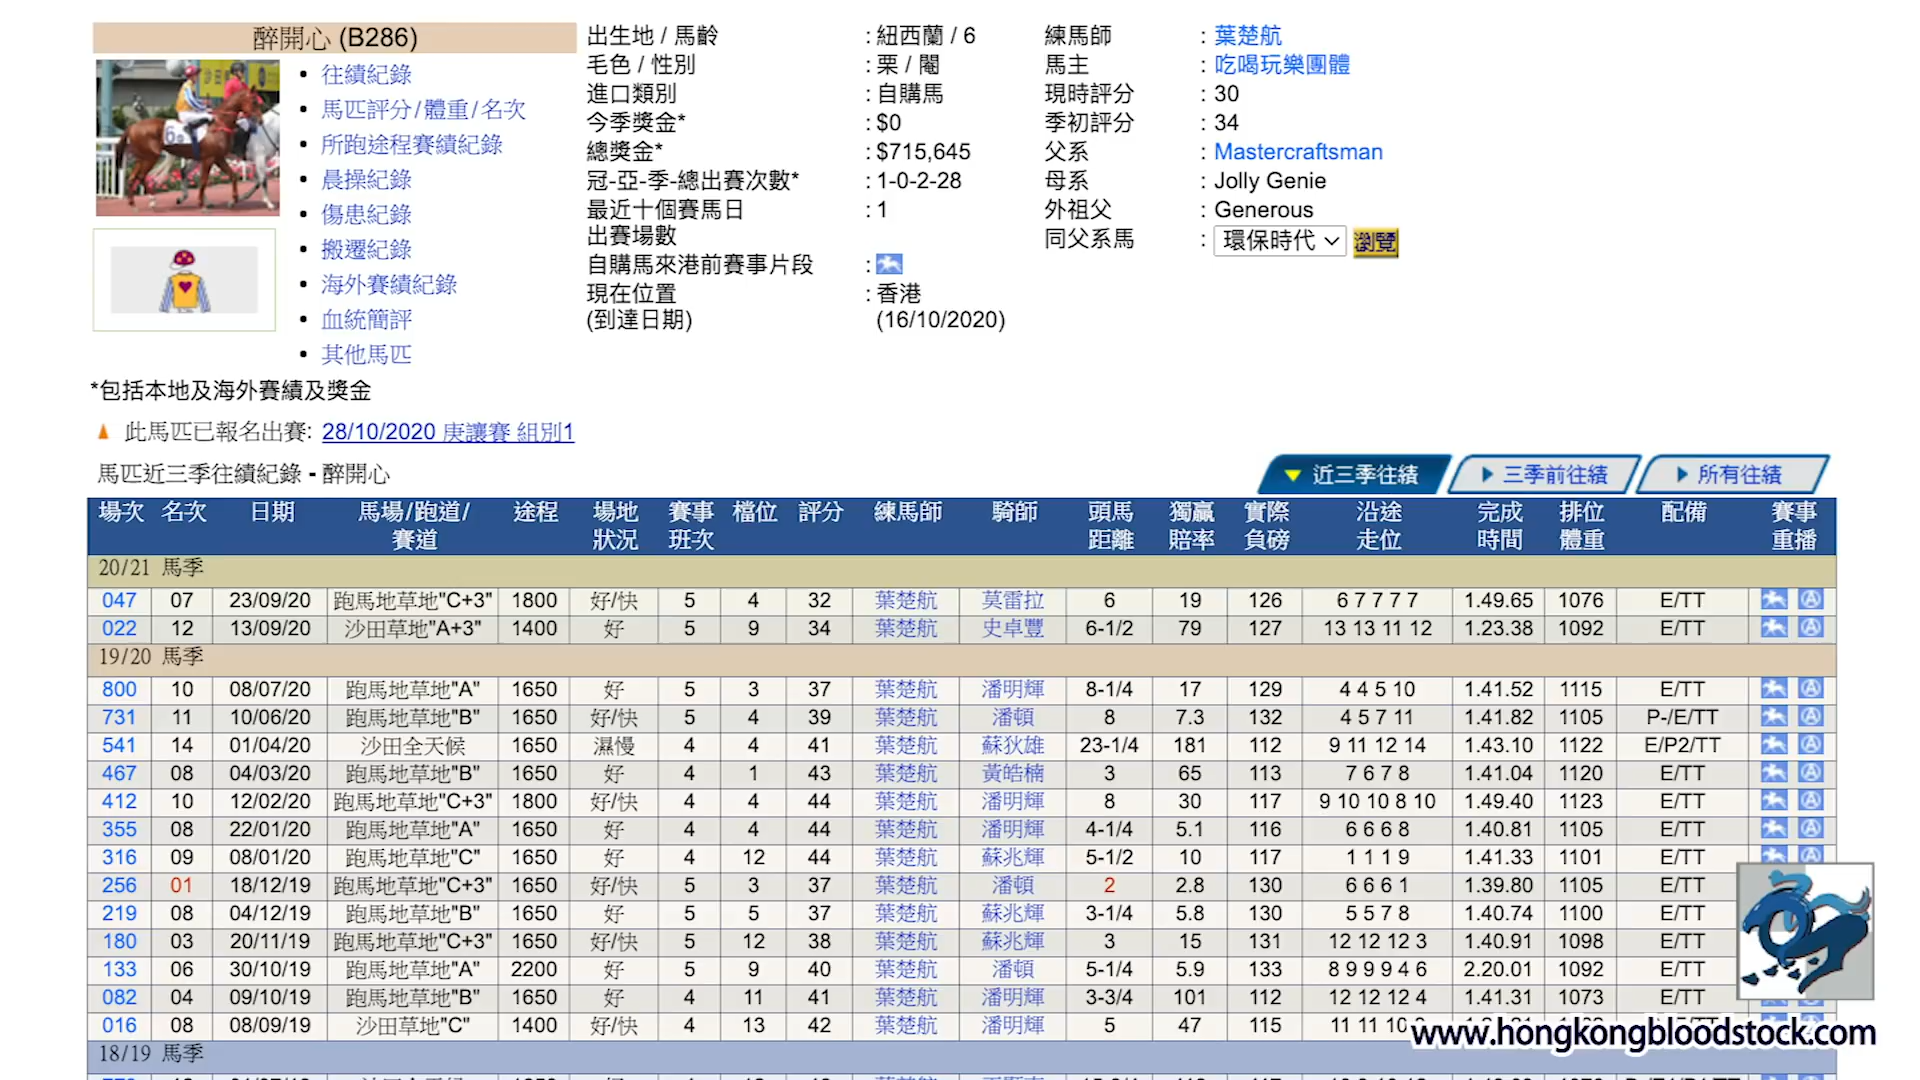 醉開心 (B286)
往績紀錄
馬匹評分/體重/名次
所跑途程賽績紀錄
晨操紀錄
傷患紀錄
搬遷紀錄
海外賽績紀錄
血統簡評
其他馬匹
出生地 / 馬齡 : 紐西蘭 / 6
毛色 / 性別 : 栗 / 閹
進口類別 : 自購馬
今季獎金* : $0
總獎金* : $715,645
冠-亞-季-總出賽次數* : 1-0-2-28
最近十個賽馬日 : 1
出賽場數
自購馬來港前賽事片段 :
現在位置 : 香港
(到達日期) (16/10/2020)
練馬師 : 葉楚航
馬主 : 吃喝玩樂團體
現時評分 : 30
季初評分 : 34
父系 : Mastercraftsman
母系 : Jolly Genie
外祖父 : Generous
同父系馬 : 環保時代 瀏覽
*包括本地及海外賽績及獎金
此馬匹已報名出賽: 28/10/2020 庚讓賽 組別1
馬匹近三季往績紀錄 - 醉開心
近三季往績 三季前往績 所有往績
場次 名次 日期 馬場/跑道/ 途程 場地 賽事 檔位 評分 練馬師 騎師 頭馬 獨贏 實際 沿途 完成 排位 配備 賽事
賽道 狀況 班次 距離 賠率 負磅 走位 時間 體重 重播
20/21 馬季
047 07 23/09/20 跑馬地草地"C+3" 1800 好/快 5 4 32 葉楚航 莫雷拉 6 19 126 6 7 7 7 7 1.49.65 1076 E/TT
022 12 13/09/20 沙田草地"A+3" 1400 好 5 9 34 葉楚航 史卓豐 6-1/2 79 127 13 13 11 12 1.23.38 1092 E/TT
19/20 馬季
800 10 08/07/20 跑馬地草地"A" 1650 好 5 3 37 葉楚航 潘明輝 8-1/4 17 129 4 4 5 10 1.41.52 1115 E/TT
731 11 10/06/20 跑馬地草地"B" 1650 好/快 5 4 39 葉楚航 潘頓 8 7.3 132 4 5 7 11 1.41.82 1105 P-/E/TT
541 14 01/04/20 沙田全天候 1650 濕慢 4 4 41 葉楚航 蘇狄雄 23-1/4 181 112 9 11 12 14 1.43.10 1122 E/P2/TT
467 08 04/03/20 跑馬地草地"B" 1650 好 4 1 43 葉楚航 黃皓楠 3 65 113 7 6 7 8 1.41.04 1120 E/TT
412 10 12/02/20 跑馬地草地"C+3" 1800 好/快 4 4 44 葉楚航 潘明輝 8 30 117 9 10 10 8 10 1.49.40 1123 E/TT
355 08 22/01/20 跑馬地草地"A" 1650 好 4 4 44 葉楚航 潘明輝 4-1/4 5.1 116 6 6 6 8 1.40.81 1105 E/TT
316 09 08/01/20 跑馬地草地"C" 1650 好 4 12 44 葉楚航 蘇兆輝 5-1/2 10 117 1 1 1 9 1.41.33 1101 E/TT
256 01 18/12/19 跑馬地草地"C+3" 1650 好/快 5 3 37 葉楚航 潘頓 2 2.8 130 6 6 6 1 1.39.80 1105 E/TT
219 08 04/12/19 跑馬地草地"B" 1650 好 5 5 37 葉楚航 蘇兆輝 3-1/4 5.8 130 5 5 7 8 1.40.74 1100 E/TT
180 03 20/11/19 跑馬地草地"C+3" 1650 好/快 5 12 38 葉楚航 蘇兆輝 3 15 131 12 12 12 3 1.40.91 1098 E/TT
133 06 30/10/19 跑馬地草地"A" 2200 好 5 9 40 葉楚航 潘頓 5-1/4 5.9 133 8 9 9 9 4 6 2.20.01 1092 E/TT
082 04 09/10/19 跑馬地草地"B" 1650 好 4 11 41 葉楚航 潘明輝 3-3/4 101 112 12 12 12 4 1.41.31 1073 E/TT
016 08 08/09/19 沙田草地"C" 1400 好/快 4 13 42 葉楚航 潘明輝 5 47 115 11 11 10
www.hongkongbloodstock.com
18/19 馬季